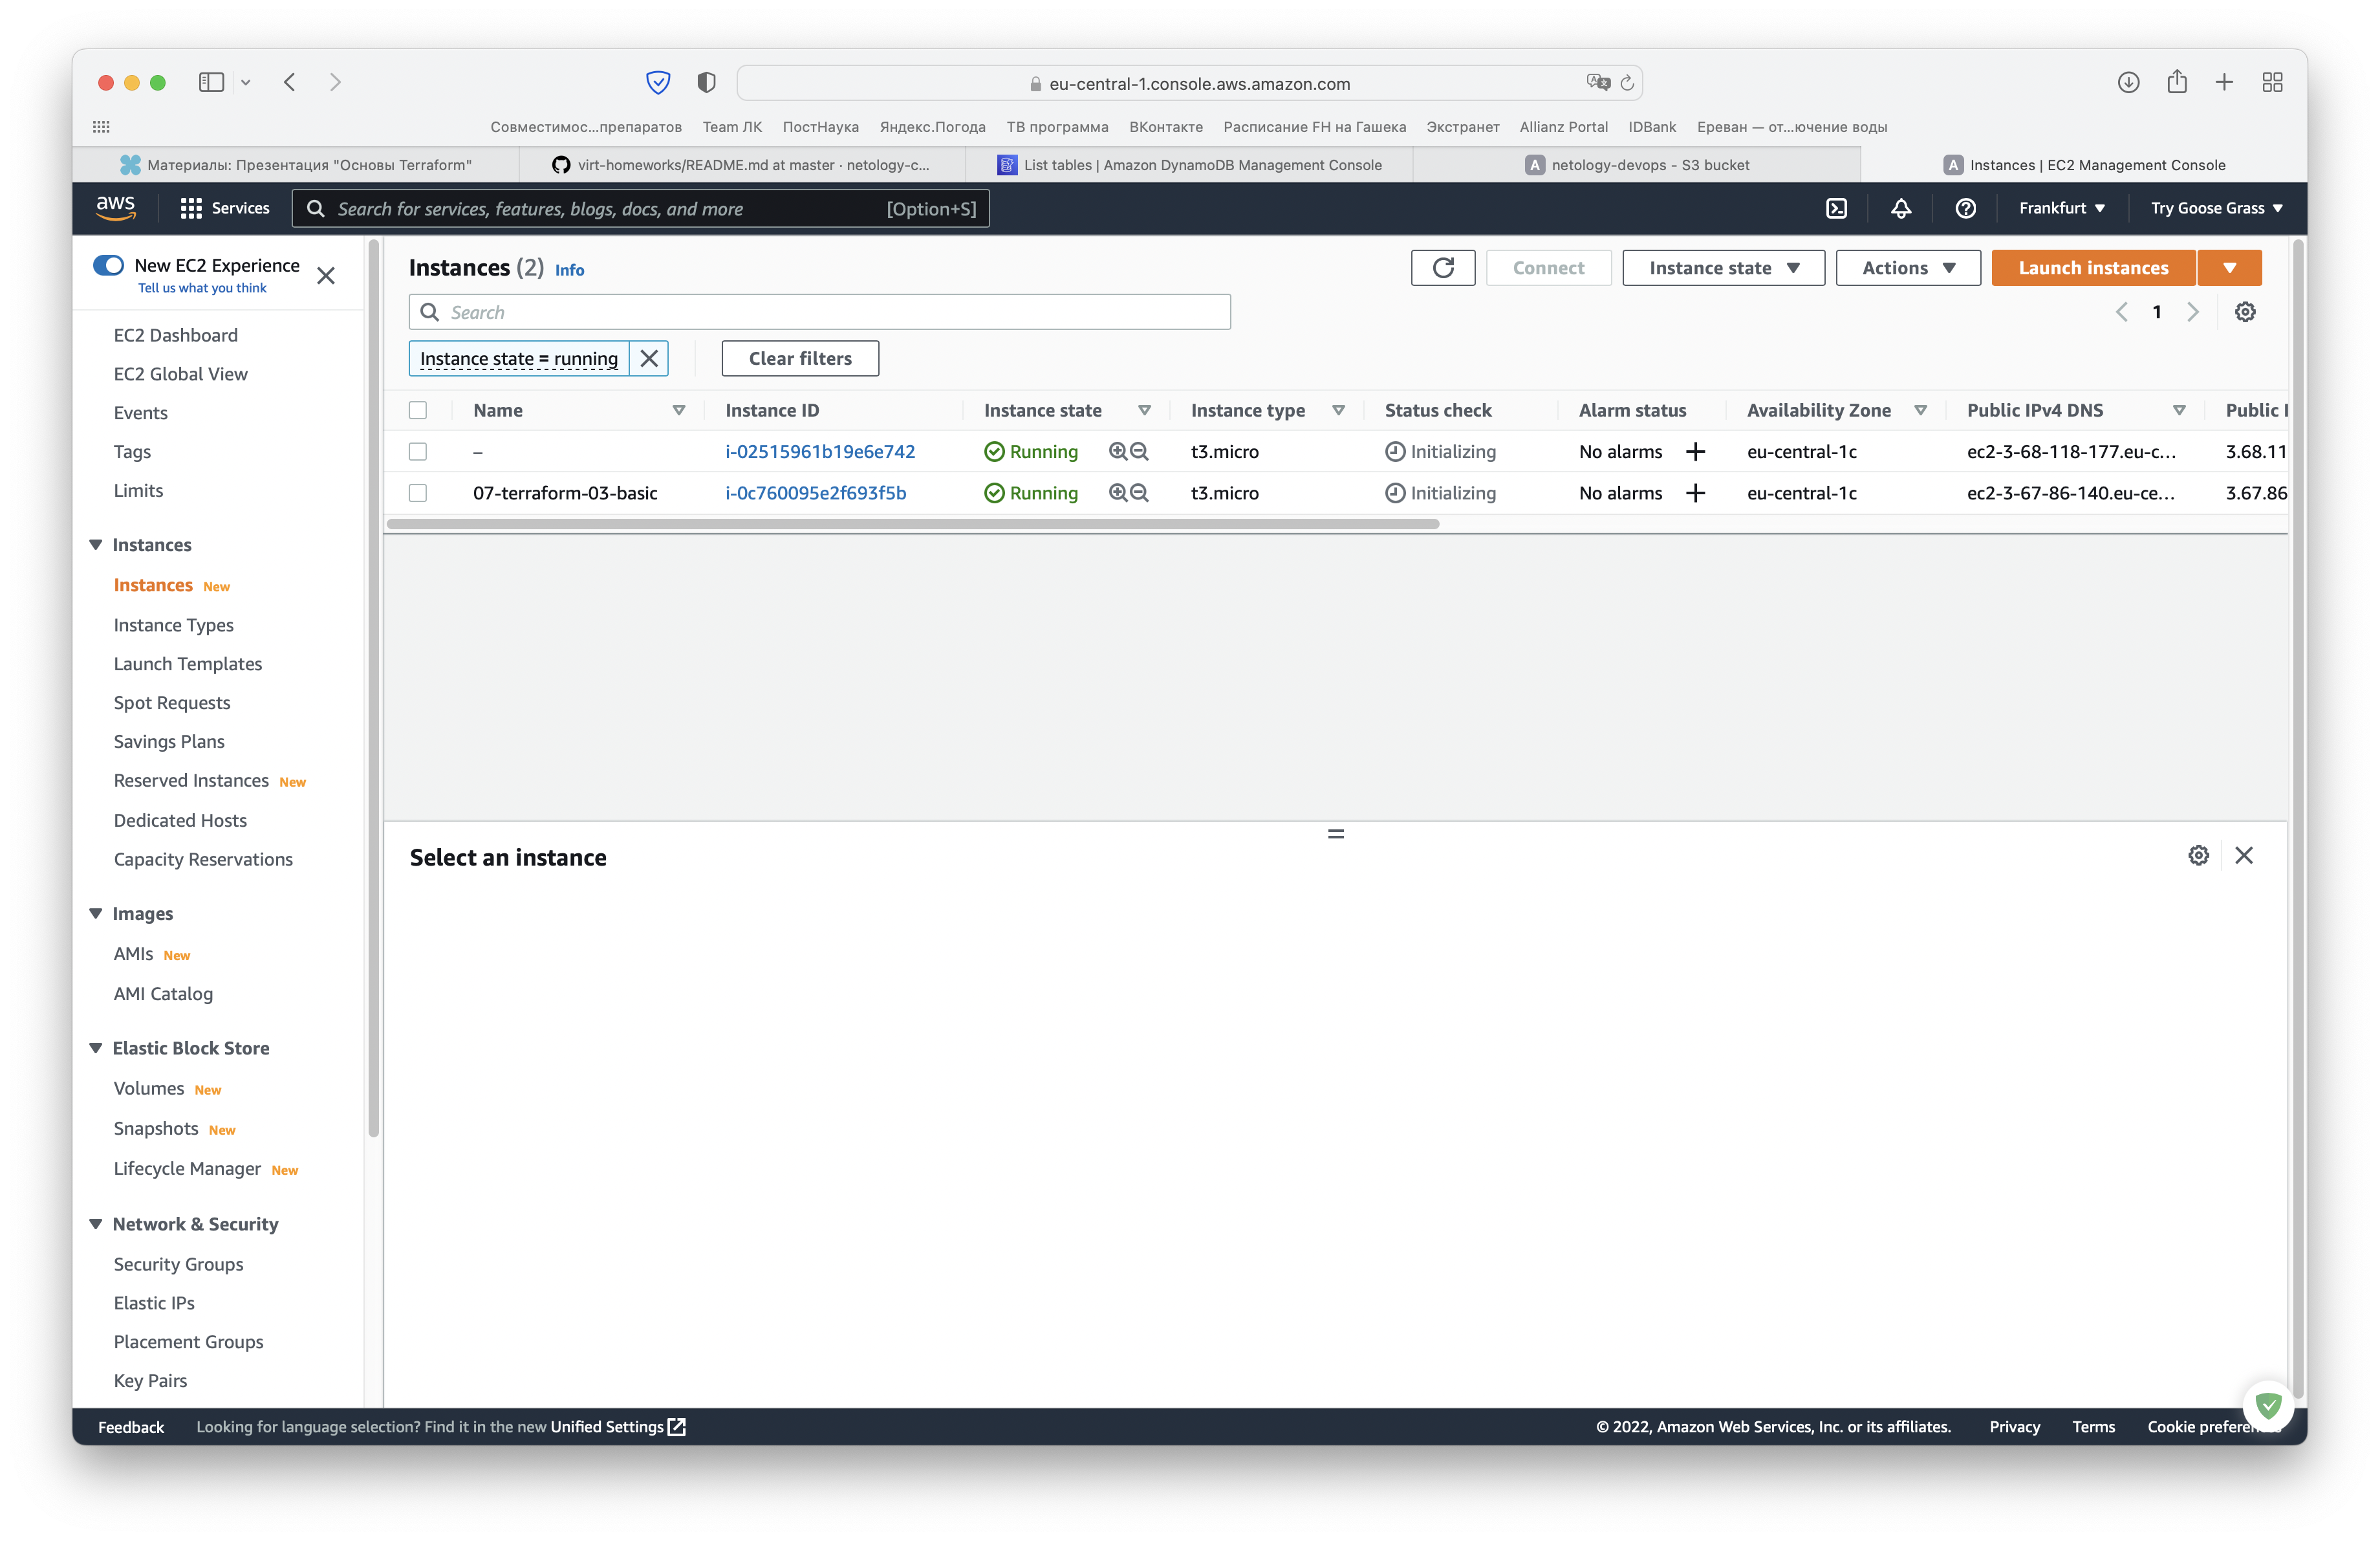 eu-central-1.console.aws.amazon.com
Совместимос...препаратов Team ЛК ПостНаука Яндекс.Погода ТВ программа ВКонтакте Расписание FH на Гашека Экстранет Allianz Portal IDBank Ереван — от...ючение воды
Материалы: Презентация "Основы Terraform" virt-homeworks/README.md at master · netology-c... List tables | Amazon DynamoDB Management Console A netology-devops - S3 bucket A Instances | EC2 Management Console
aws Services Search for services, features, blogs, docs, and more [Option+S] Frankfurt Try Goose Grass
New EC2 Experience
Tell us what you think
EC2 Dashboard
EC2 Global View
Events
Tags
Limits
Instances
Instances New
Instance Types
Launch Templates
Spot Requests
Savings Plans
Reserved Instances New
Dedicated Hosts
Capacity Reservations
Images
AMIs New
AMI Catalog
Elastic Block Store
Volumes New
Snapshots New
Lifecycle Manager New
Network & Security
Security Groups
Elastic IPs
Placement Groups
Key Pairs
Instances (2) Info Connect Instance state Actions Launch instances
Search 1
Instance state = running Clear filters
Name Instance ID Instance state Instance type Status check Alarm status Availability Zone Public IPv4 DNS Public I
– i-02515961b19e6e742 Running t3.micro Initializing No alarms + eu-central-1c ec2-3-68-118-177.eu-c... 3.68.11
07-terraform-03-basic i-0c760095e2f693f5b Running t3.micro Initializing No alarms + eu-central-1c ec2-3-67-86-140.eu-ce... 3.67.86
Select an instance
Feedback Looking for language selection? Find it in the new Unified Settings © 2022, Amazon Web Services, Inc. or its affiliates. Privacy Terms Cookie preferen